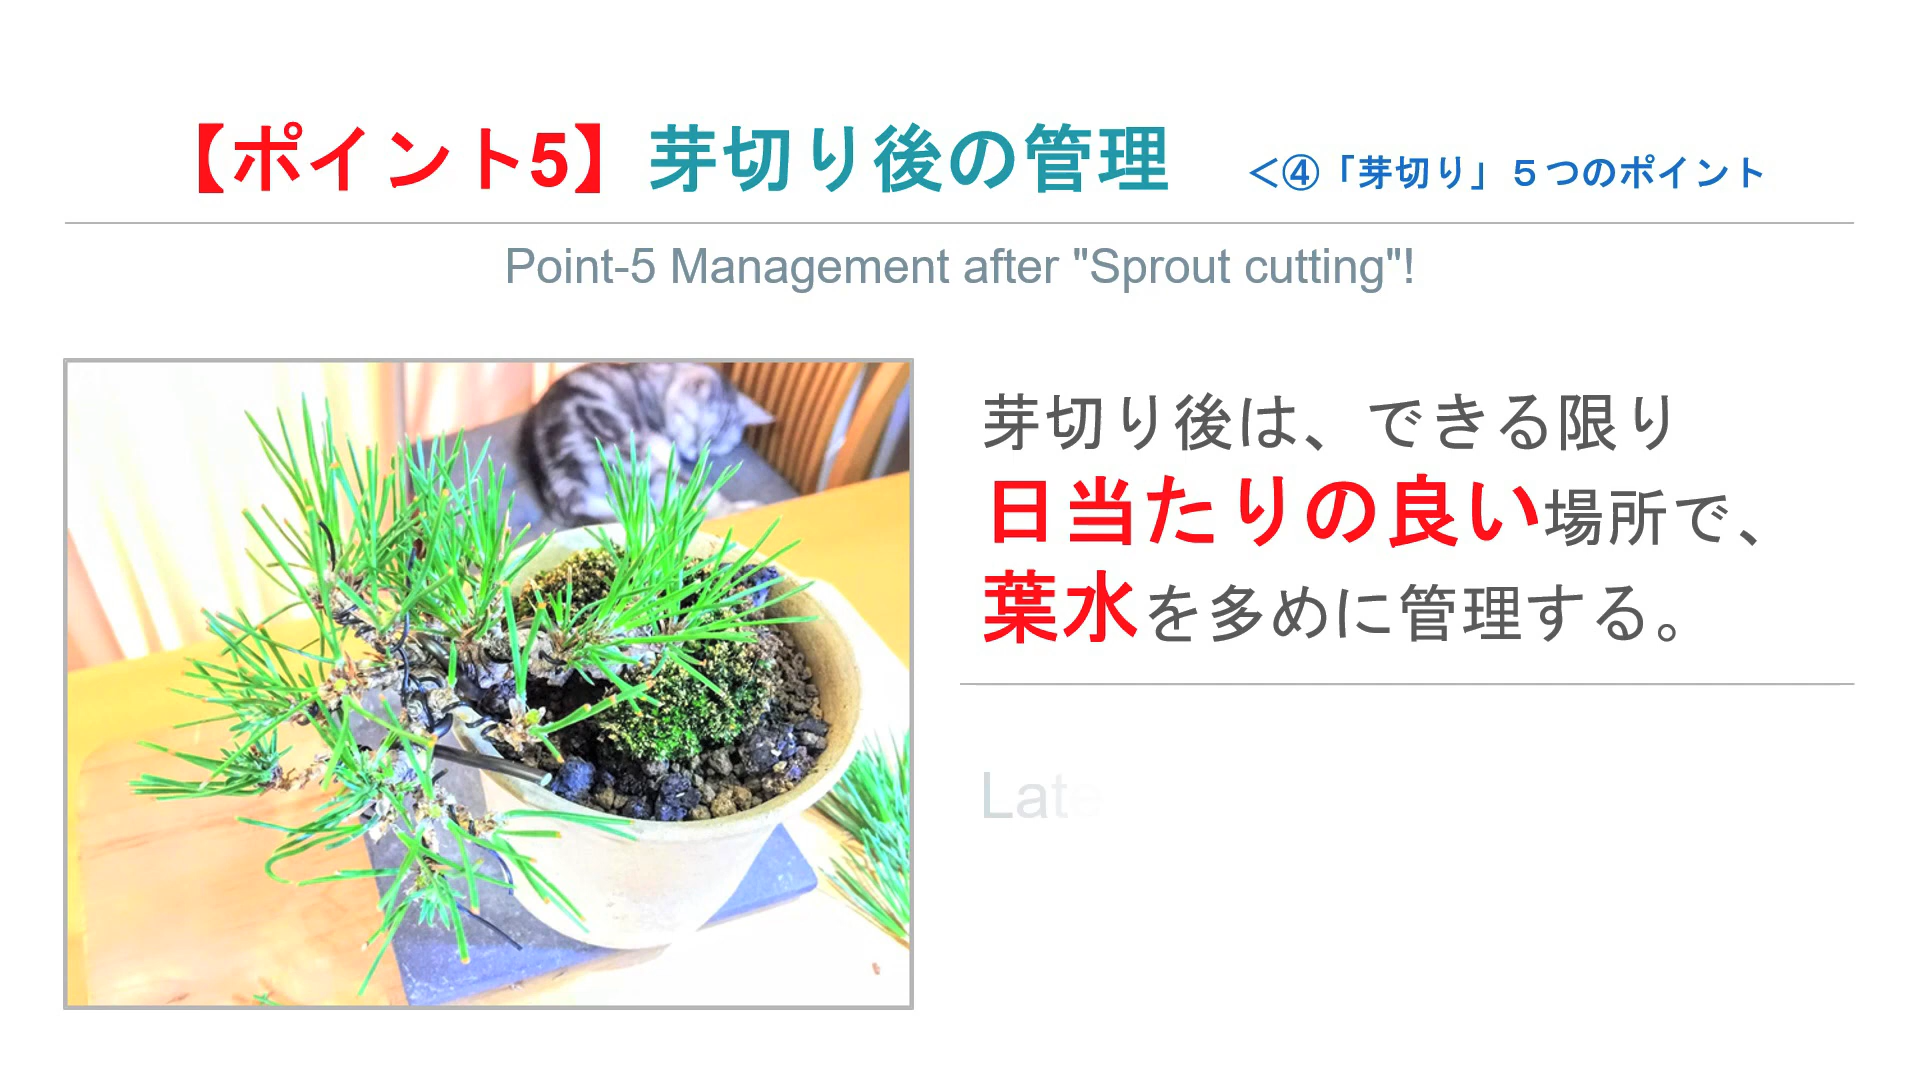 【ポイント5】芽切り後の管理 <④「芽切り」５つのポイント
Point-5 Management after "Sprout cutting"!
芽切り後は、できる限り
日当たりの良い場所で、
葉水を多めに管理する。
Late